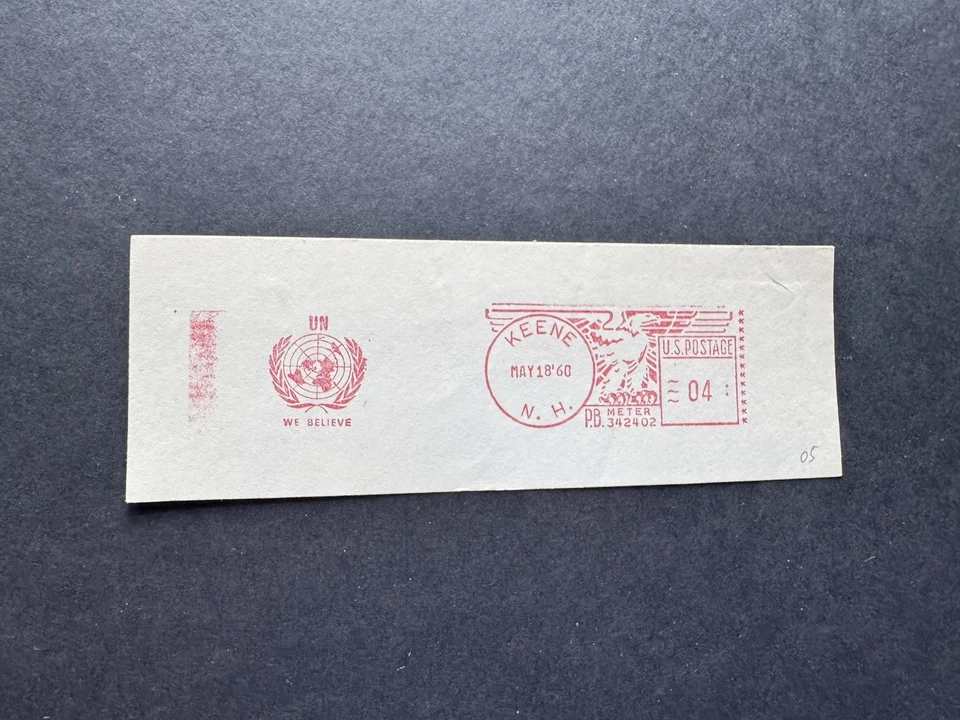 UN
WE BELIEVE
KEENE
MAY 18 '60
N. H.
P.B. METER
342402
U.S. POSTAGE
04
05